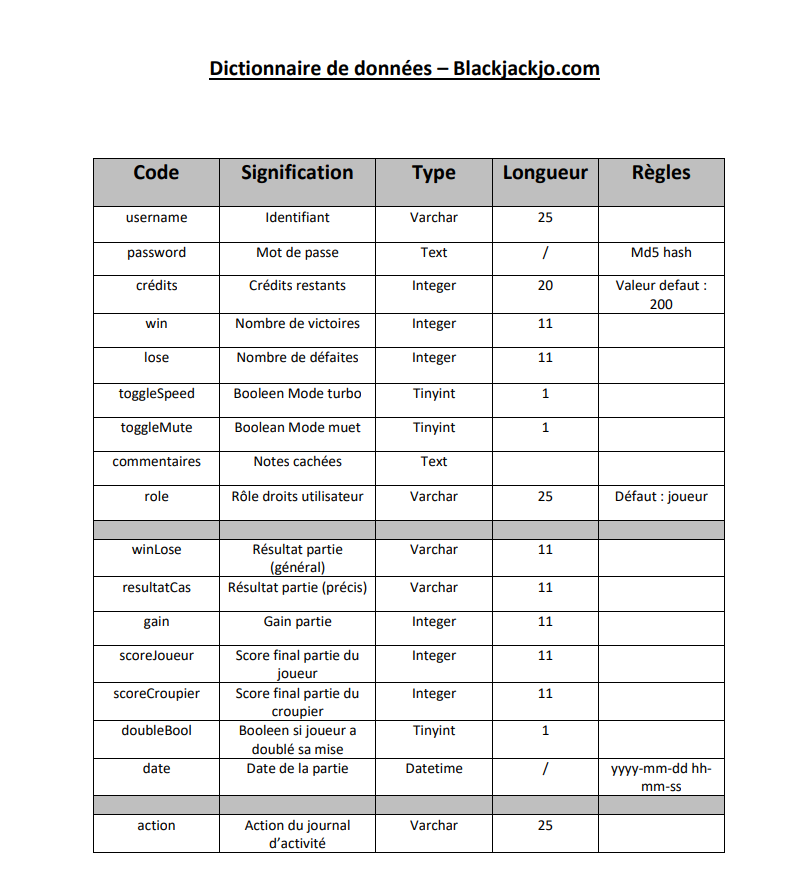 Dictionnaire de données – Blackjackjo.com
Code Signification Type Longueur Règles
username Identifiant Varchar 25
password Mot de passe Text / Md5 hash
crédits Crédits restants Integer 20 Valeur defaut :
200
win Nombre de victoires Integer 11
lose Nombre de défaites Integer 11
toggleSpeed Booleen Mode turbo Tinyint 1
toggleMute Boolean Mode muet Tinyint 1
commentaires Notes cachées Text
role Rôle droits utilisateur Varchar 25 Défaut : joueur
winLose Résultat partie Varchar 11
(général)
resultatCas Résultat partie (précis) Varchar 11
gain Gain partie Integer 11
scoreJoueur Score final partie du Integer 11
joueur
scoreCroupier Score final partie du Integer 11
croupier
doubleBool Booleen si joueur a Tinyint 1
doublé sa mise
date Date de la partie Datetime / yyyy-mm-dd hh-
mm-ss
action Action du journal Varchar 25
d’activité